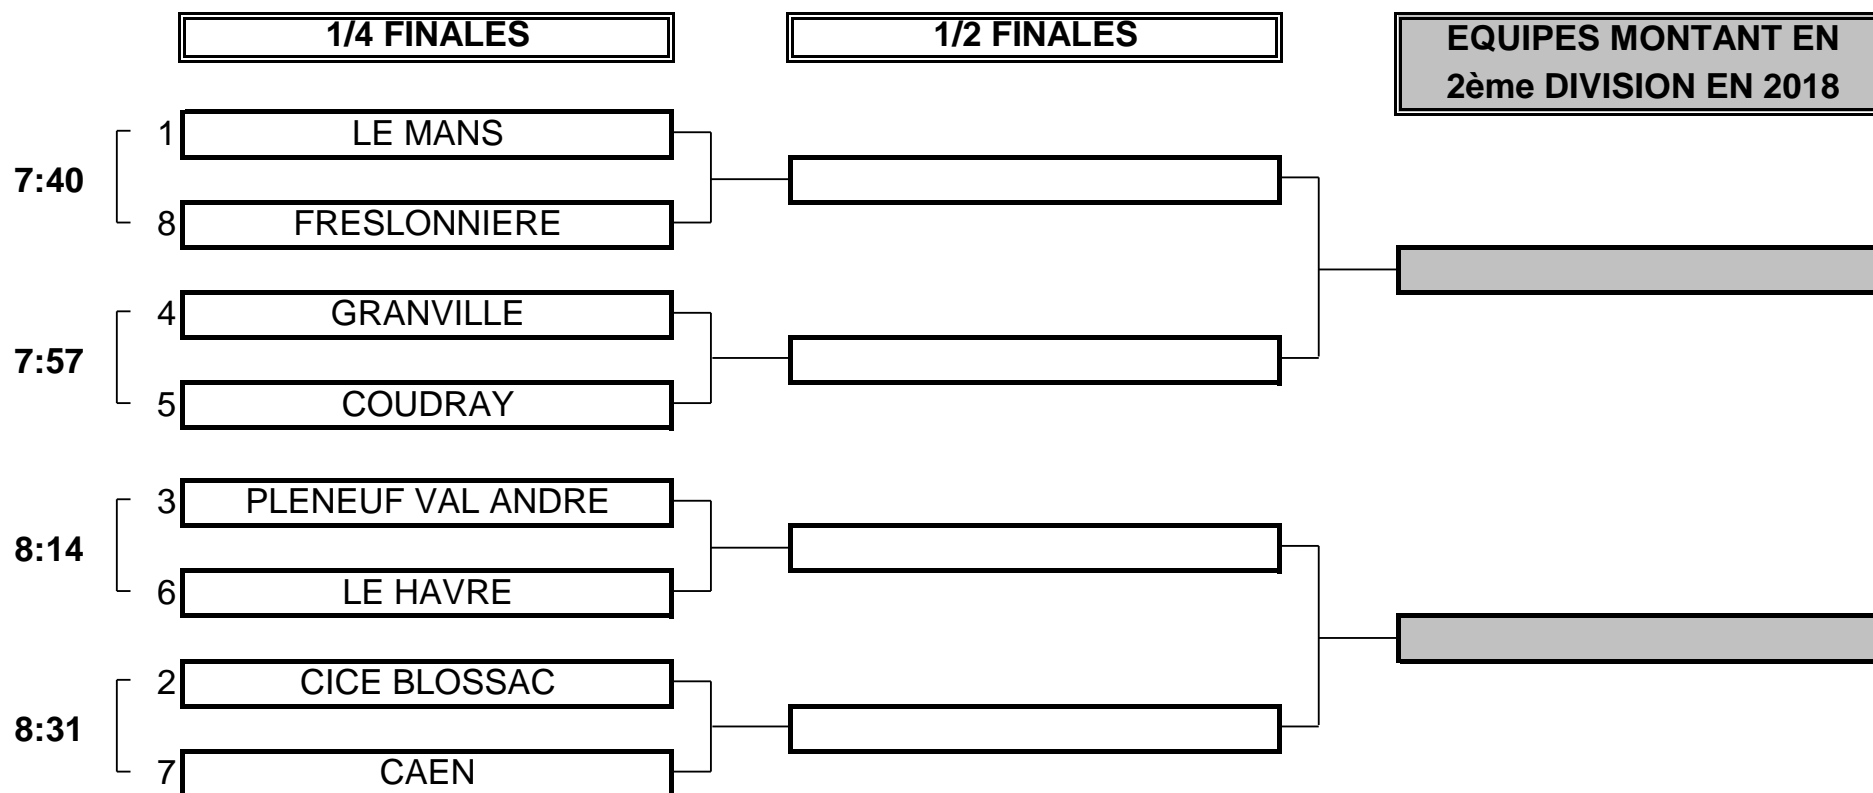 1/4 FINALES
1/2 FINALES
EQUIPES MONTANT EN
2ème DIVISION EN 2018
1 LE MANS
7:40
8 FRESLONNIERE
4 GRANVILLE
7:57
5 COUDRAY
3 PLENEUF VAL ANDRE
8:14
6 LE HAVRE
2 CICE BLOSSAC
8:31
7 CAEN